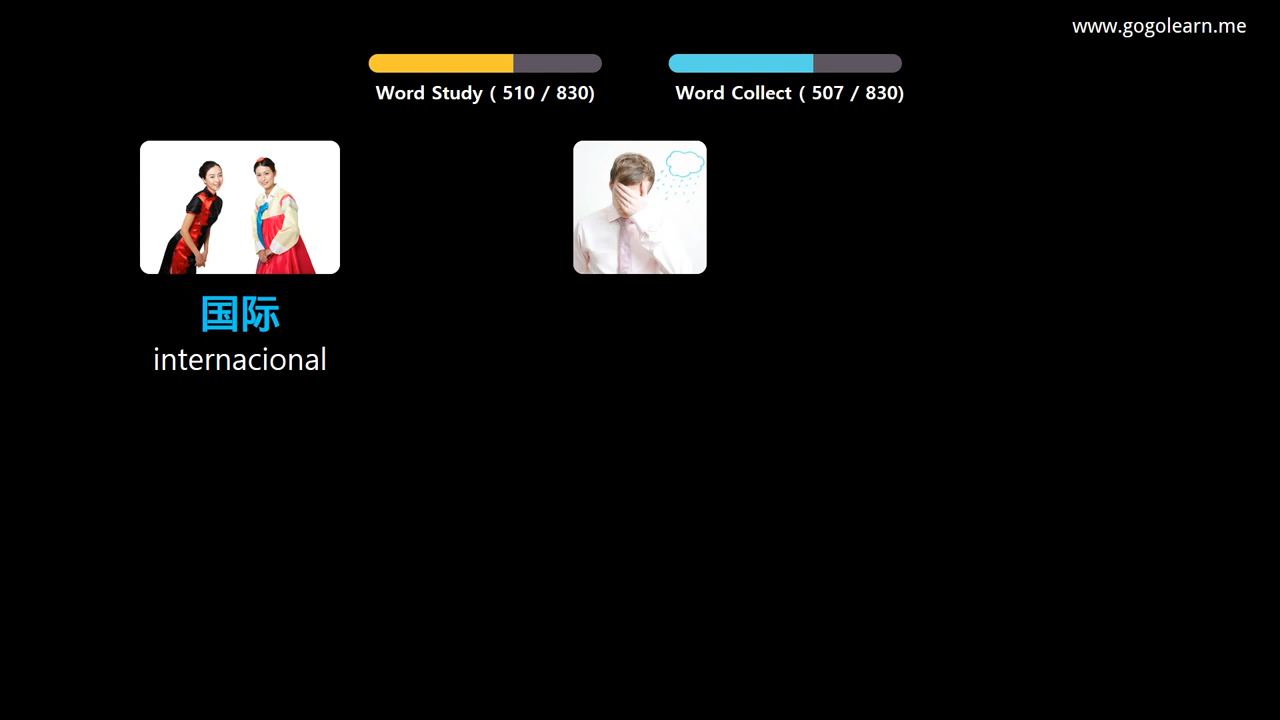 www.gogolearn.me
Word Study ( 510 / 830)
Word Collect ( 507 / 830)
国际
internacional